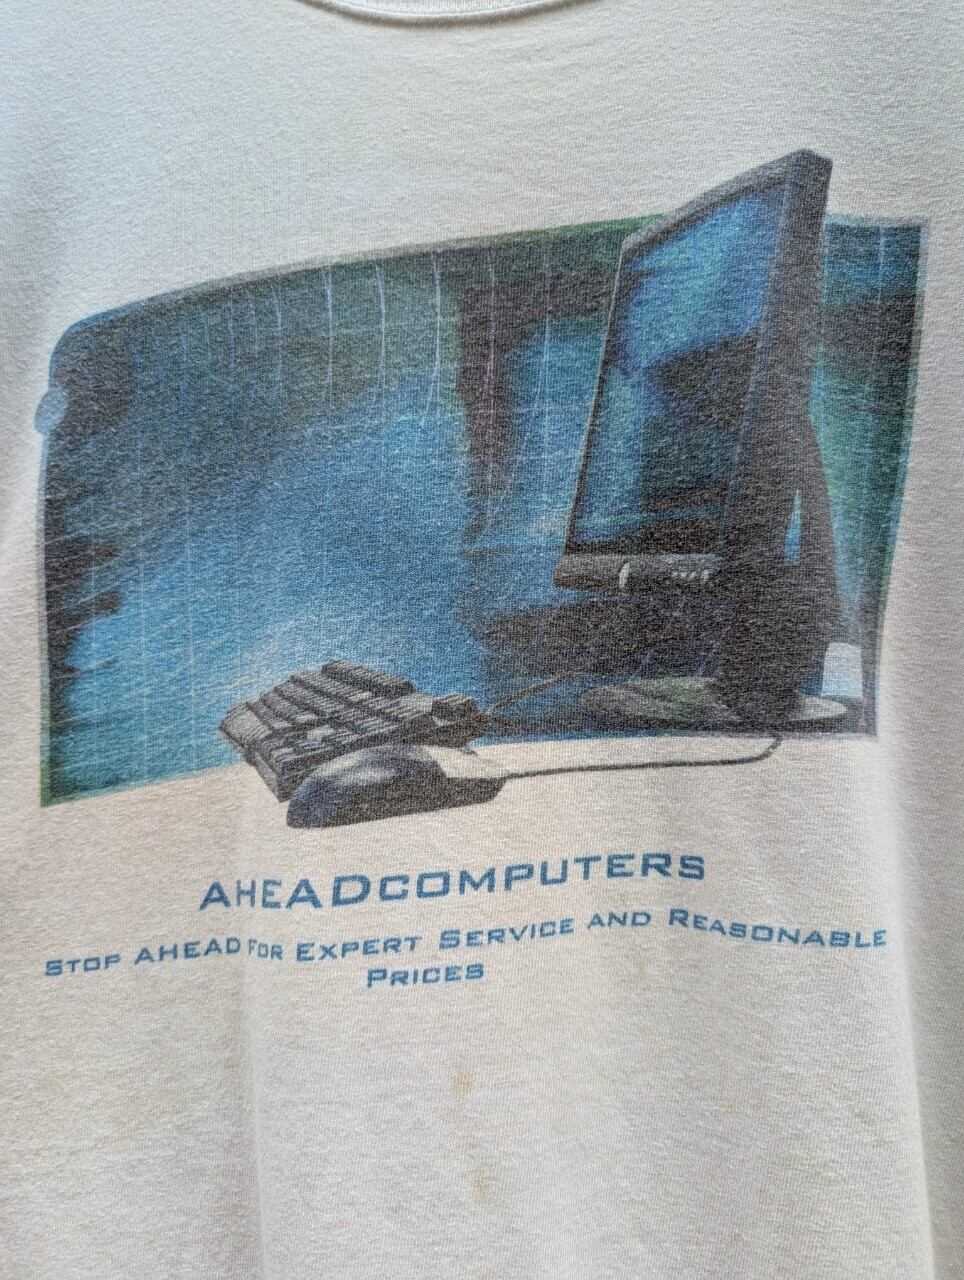 AHEADCOMPUTERS
STOP AHEAD FOR EXPERT SERVICE AND REASONABLE
PRICES